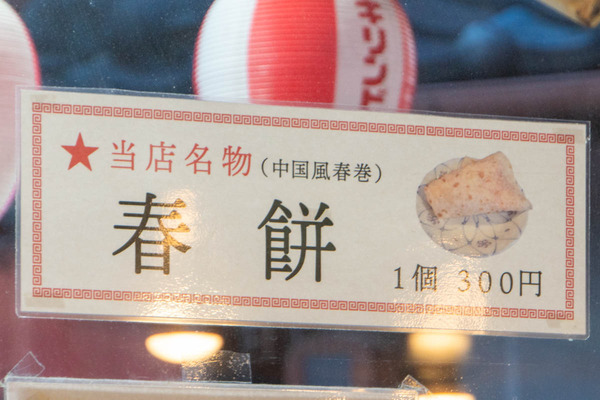 ★当店名物(中国風春巻)
春餅
1個 300円